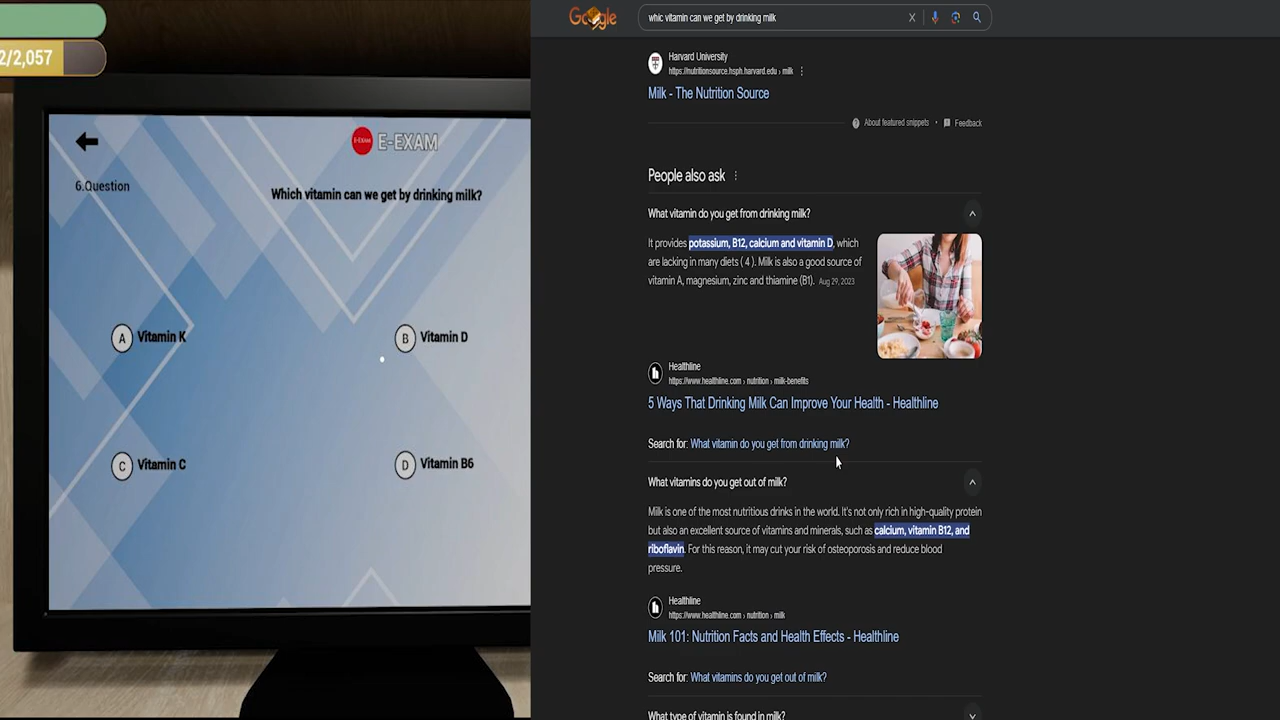 2/2,057
E-EXAM
E-EXAM
6.Question
Which vitamin can we get by drinking milk?
A Vitamin K
B Vitamin D
C Vitamin C
D Vitamin B6
Google
whic vitamin can we get by drinking milk
Harvard University
https://nutritionsource.hsph.harvard.edu › milk
Milk - The Nutrition Source
About featured snippets • Feedback
People also ask
What vitamin do you get from drinking milk?
It provides potassium, B12, calcium and vitamin D, which
are lacking in many diets ( 4 ). Milk is also a good source of
vitamin A, magnesium, zinc and thiamine (B1). Aug 29, 2023
Healthline
https://www.healthline.com › nutrition › milk-benefits
5 Ways That Drinking Milk Can Improve Your Health - Healthline
Search for: What vitamin do you get from drinking milk?
What vitamins do you get out of milk?
Milk is one of the most nutritious drinks in the world. It's not only rich in high-quality protein
but also an excellent source of vitamins and minerals, such as calcium, vitamin B12, and
riboflavin. For this reason, it may cut your risk of osteoporosis and reduce blood
pressure.
Healthline
https://www.healthline.com › nutrition › milk
Milk 101: Nutrition Facts and Health Effects - Healthline
Search for: What vitamins do you get out of milk?
What type of vitamin is found in milk?